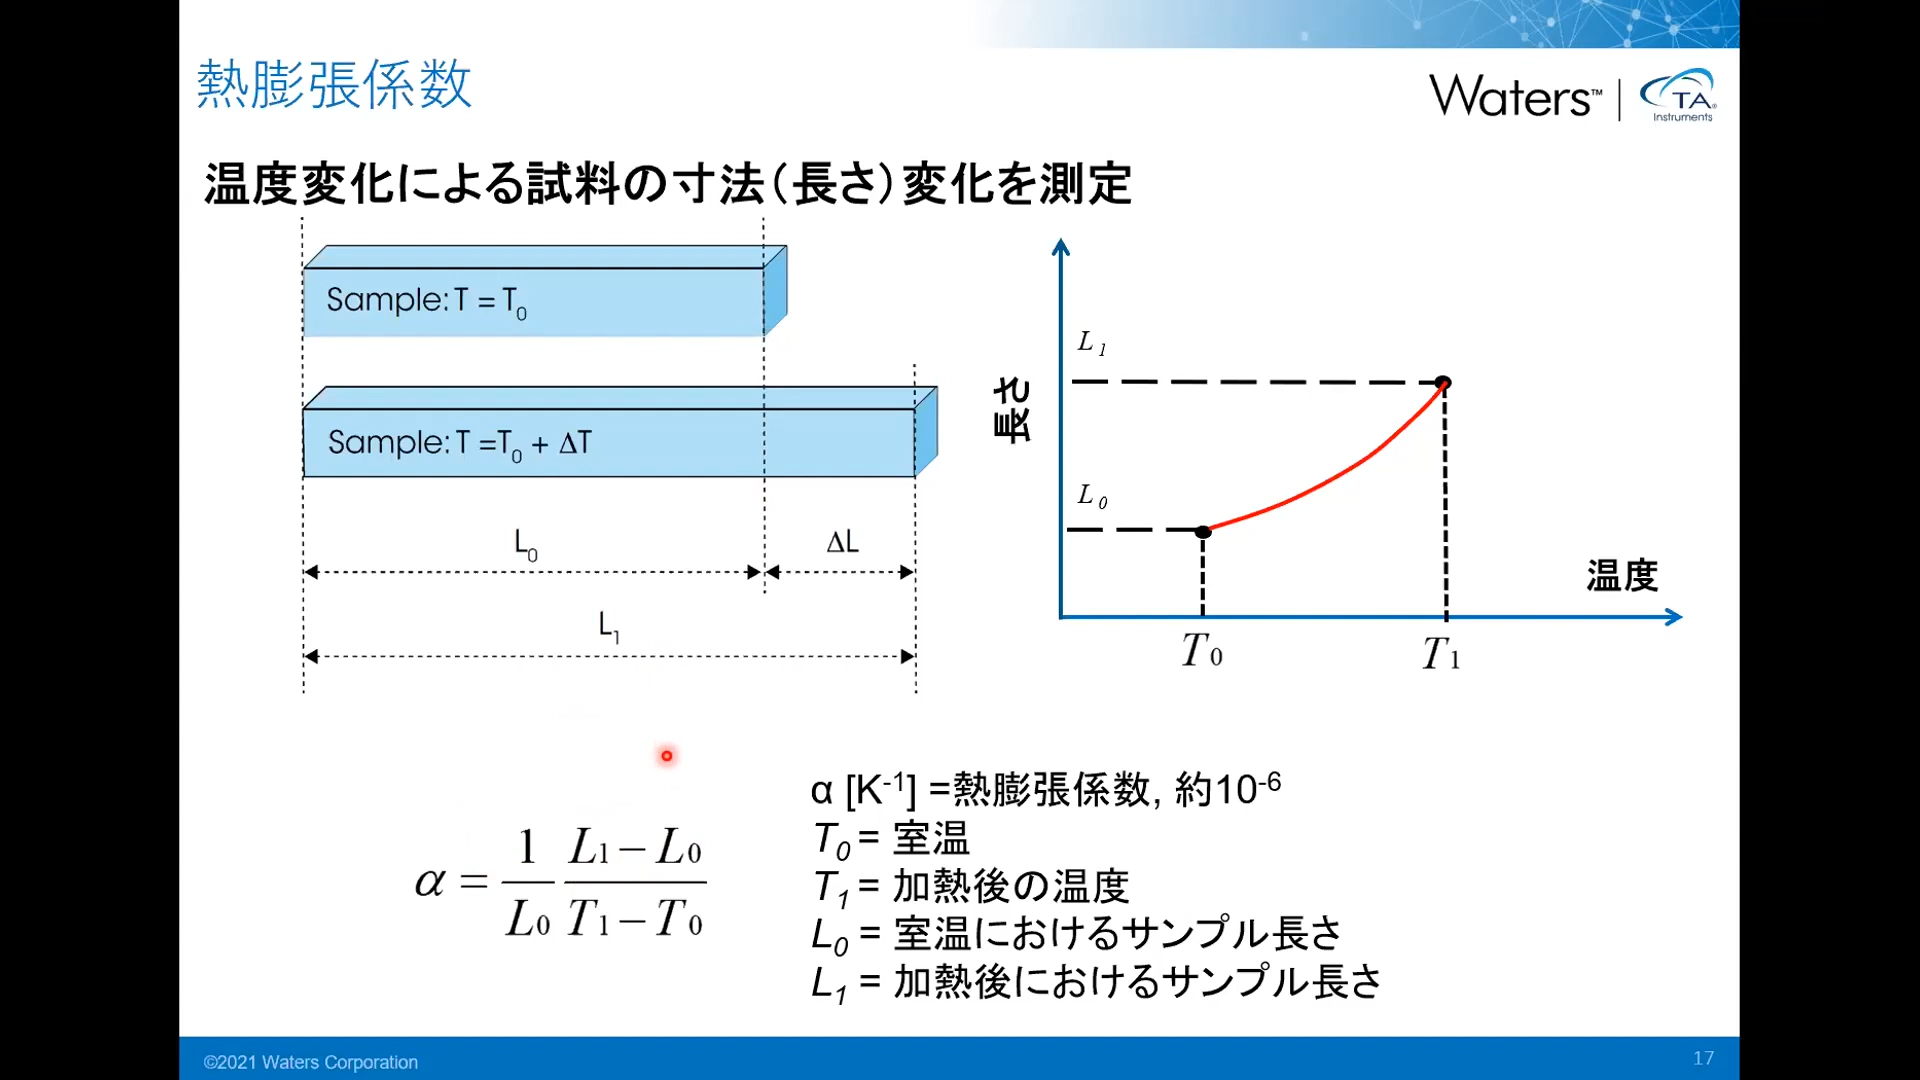 熱膨張係数
Waters™
TA
Instruments
温度変化による試料の寸法(長さ)変化を測定
Sample: T = T₀
Sample: T =T₀ + ΔT
L₀
ΔL
L₁
長さ
L₁
L₀
温度
T₀
T₁
α = 1/L₀ (L₁ − L₀)/(T₁ − T₀)
α [K⁻¹] =熱膨張係数, 約10⁻⁶
T₀ = 室温
T₁ = 加熱後の温度
L₀ = 室温におけるサンプル長さ
L₁ = 加熱後におけるサンプル長さ
©2021 Waters Corporation
17